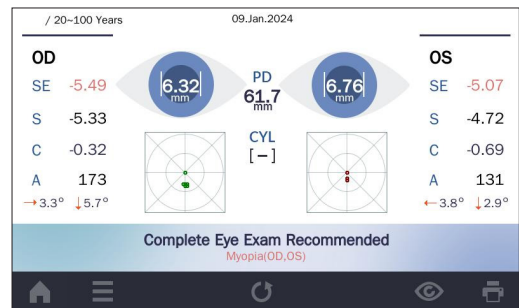 / 20~100 Years 09.Jan.2024
OD OS
SE -5.49 6.32 mm PD 61.7 mm 6.76 mm SE -5.07
S -5.33 S -4.72
C -0.32 CYL [-] C -0.69
A 173 A 131
→3.3° ↓5.7° ←3.8° ↓2.9°
Complete Eye Exam Recommended
Myopia(OD,OS)